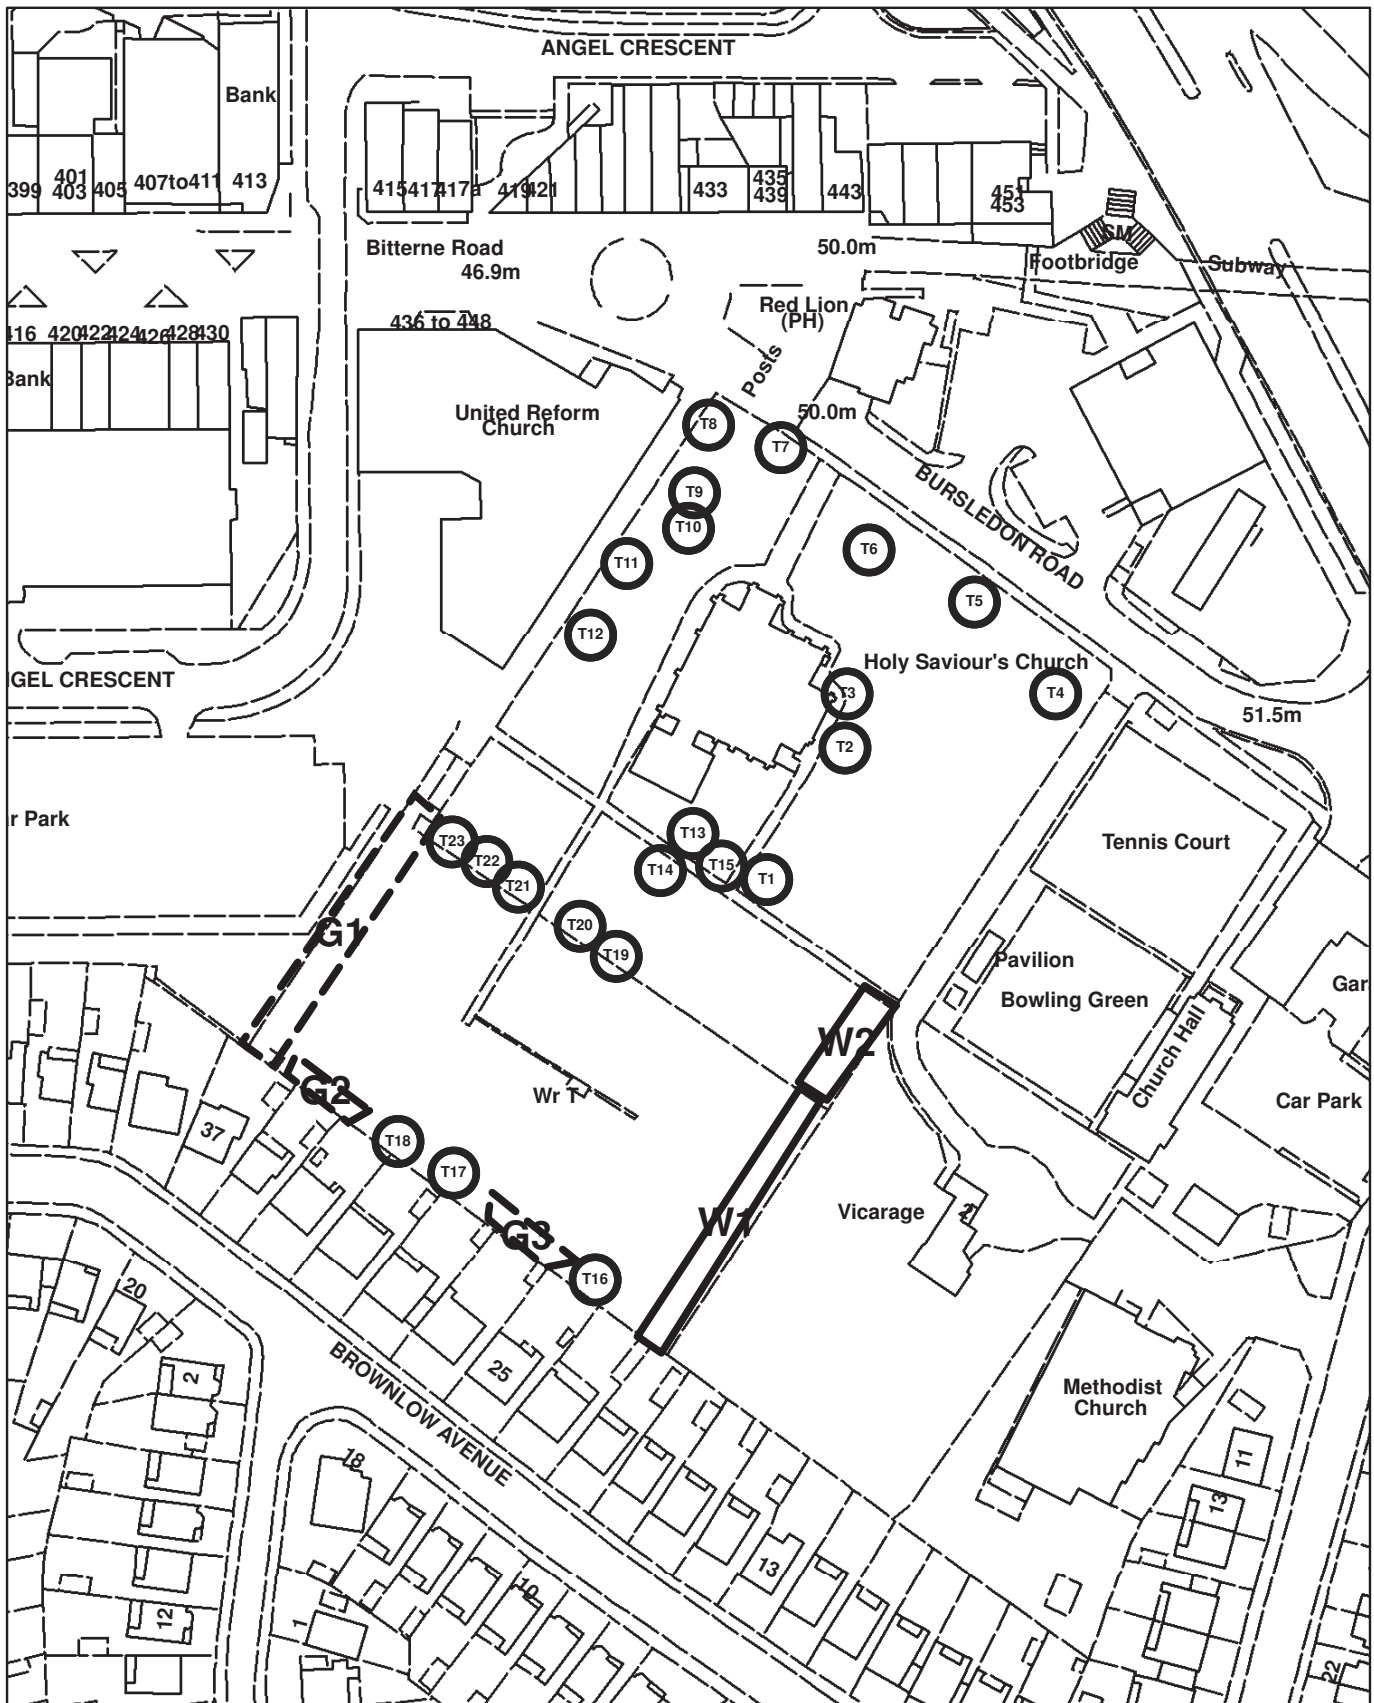 ANGEL CRESCENT
Bank
399
401
403
405
407to411
413
415
417
417a
419
421
433
435
439
443
451
453
Bitterne Road
46.9m
50.0m
SM
Footbridge
Subway
Red Lion
(PH)
Posts
436 to 448
416
420
422
424
426
428
430
Bank
United Reform
Church
50.0m
T8
T7
T9
T10
T11
T12
T6
T5
BURSLEDON ROAD
Holy Saviour's Church
T3
T4
T2
51.5m
GEL CRESCENT
r Park
Tennis Court
T13
T14
T15
T1
T23
T22
T21
T20
T19
G1
Pavilion
Bowling Green
Gar
Church Hall
Car Park
W2
G2
Wr T
37
T18
T17
G3
T16
W1
Vicarage
2
20
2
BROWNLOW AVENUE
25
Methodist
Church
11
13
18
13
10
12
1
22